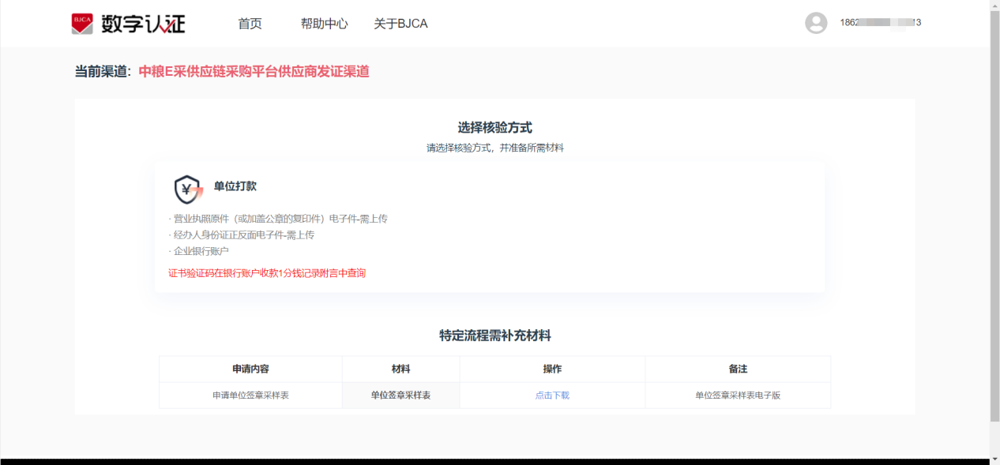 BJCA 数字认证 首页 帮助中心 关于BJCA 1862 13
当前渠道：中粮E采供应链采购平台供应商发证渠道
选择核验方式
请选择核验方式，并准备所需材料
¥ 单位打款
· 营业执照原件（或加盖公章的复印件）电子件-需上传
· 经办人身份证正反面电子件-需上传
· 企业银行账户
证书验证码在银行账户收款1分钱记录附言中查询
特定流程需补充材料
申请内容 材料 操作 备注
申请单位签章采样表 单位签章采样表 点击下载 单位签章采样表电子版